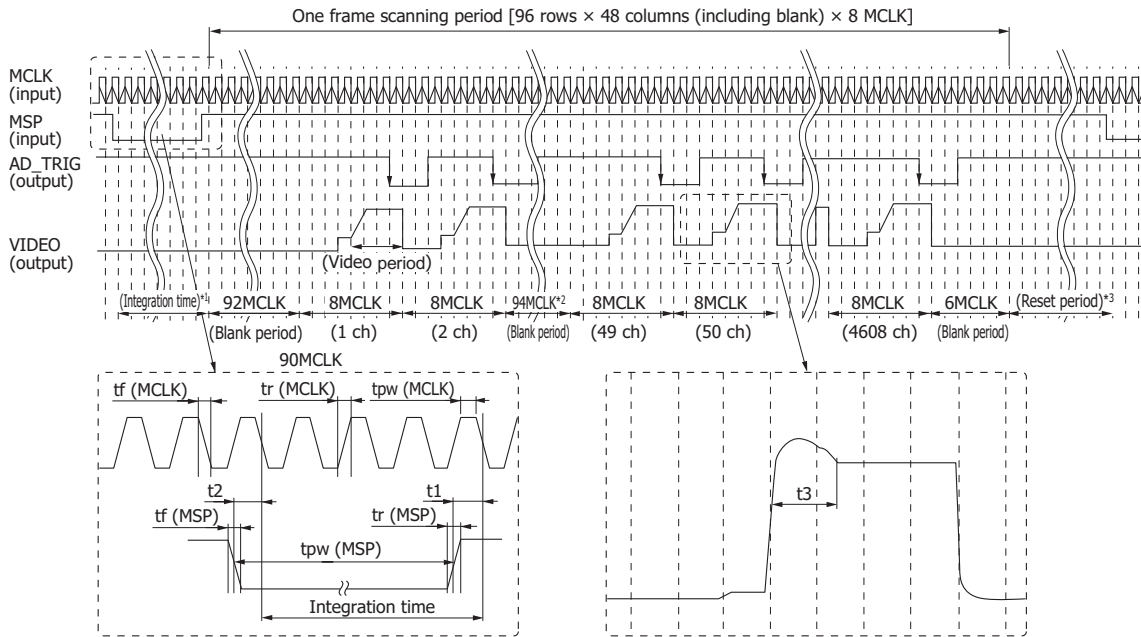 One frame scanning period [96 rows × 48 columns (including blank) × 8 MCLK]
MCLK
(input)
MSP
(input)
AD_TRIG
(output)
VIDEO
(output)
(Video period)
(Integration time)*1 92MCLK 8MCLK 8MCLK 94MCLK*2 8MCLK 8MCLK 8MCLK 6MCLK (Reset period)*3
(Blank period) (1 ch) (2 ch) (Blank period) (49 ch) (50 ch) (4608 ch) (Blank period)
90MCLK
tf (MCLK) tr (MCLK) tpw (MCLK)
t2 t1
tf (MSP) tr (MSP)
tpw (MSP)
Integration time
t3